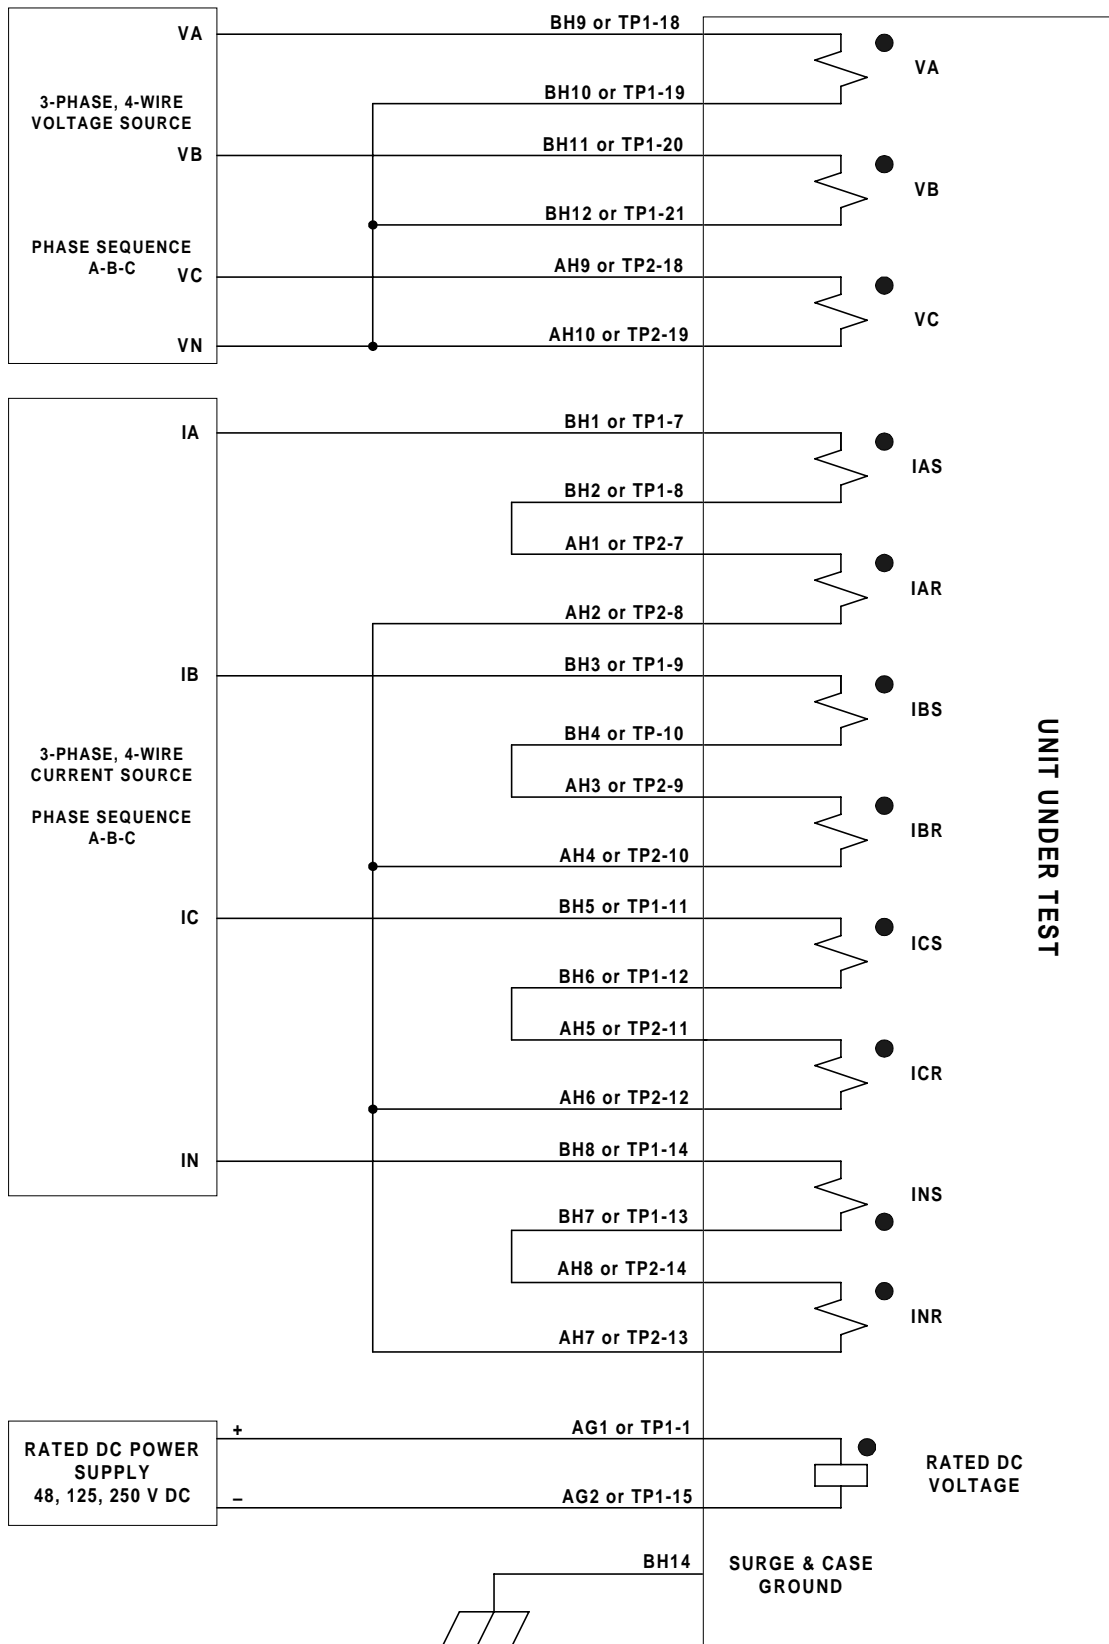 BH9 or TP1-18
VA
VA
3-PHASE, 4-WIRE
VOLTAGE SOURCE
BH10 or TP1-19
BH11 or TP1-20
VB
VB
BH12 or TP1-21
PHASE SEQUENCE
A-B-C
AH9 or TP2-18
VC
VC
AH10 or TP2-19
VN
BH1 or TP1-7
IA
IAS
BH2 or TP1-8
AH1 or TP2-7
IAR
AH2 or TP2-8
BH3 or TP1-9
IB
IBS
BH4 or TP-10
3-PHASE, 4-WIRE
CURRENT SOURCE
AH3 or TP2-9
PHASE SEQUENCE
A-B-C
IBR
AH4 or TP2-10
UNIT UNDER TEST
BH5 or TP1-11
IC
ICS
BH6 or TP1-12
AH5 or TP2-11
ICR
AH6 or TP2-12
BH8 or TP1-14
IN
INS
BH7 or TP1-13
AH8 or TP2-14
INR
AH7 or TP2-13
+
AG1 or TP1-1
RATED DC POWER
SUPPLY
48, 125, 250 V DC
RATED DC
VOLTAGE
–
AG2 or TP1-15
BH14
SURGE & CASE
GROUND